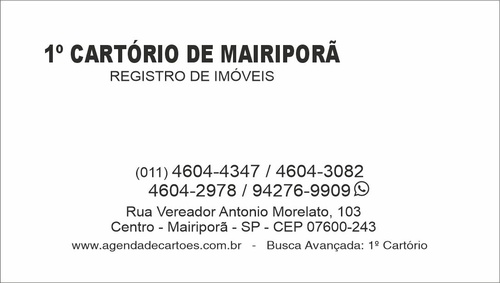 1º CARTÓRIO DE MAIRIPORÃ
REGISTRO DE IMÓVEIS
(011) 4604-4347 / 4604-3082
4604-2978 / 94276-9909
Rua Vereador Antonio Morelato, 103
Centro - Mairiporã - SP - CEP 07600-243
www.agendadecartoes.com.br - Busca Avançada: 1º Cartório